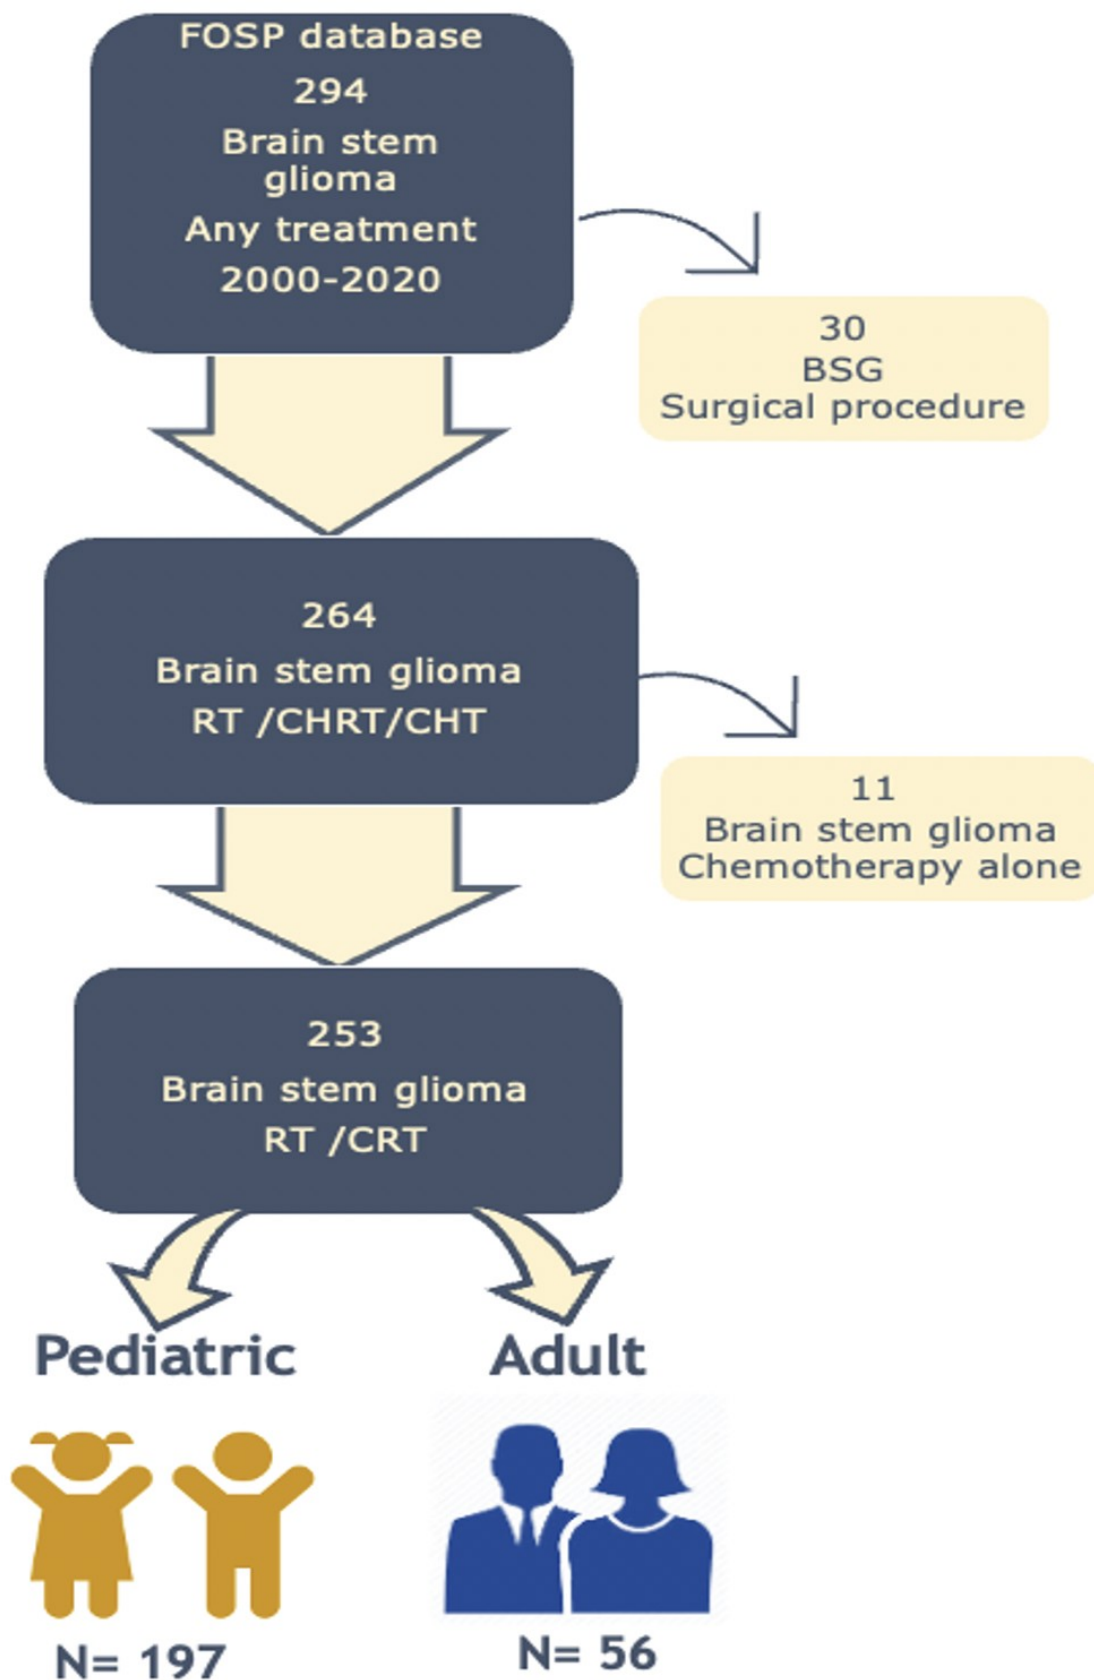 FOSP database
294
Brain stem
glioma
Any treatment
2000-2020
30
BSG
Surgical procedure
264
Brain stem glioma
RT /CHRT/CHT
11
Brain stem glioma
Chemotherapy alone
253
Brain stem glioma
RT /CRT
Pediatric
Adult
N= 197
N= 56